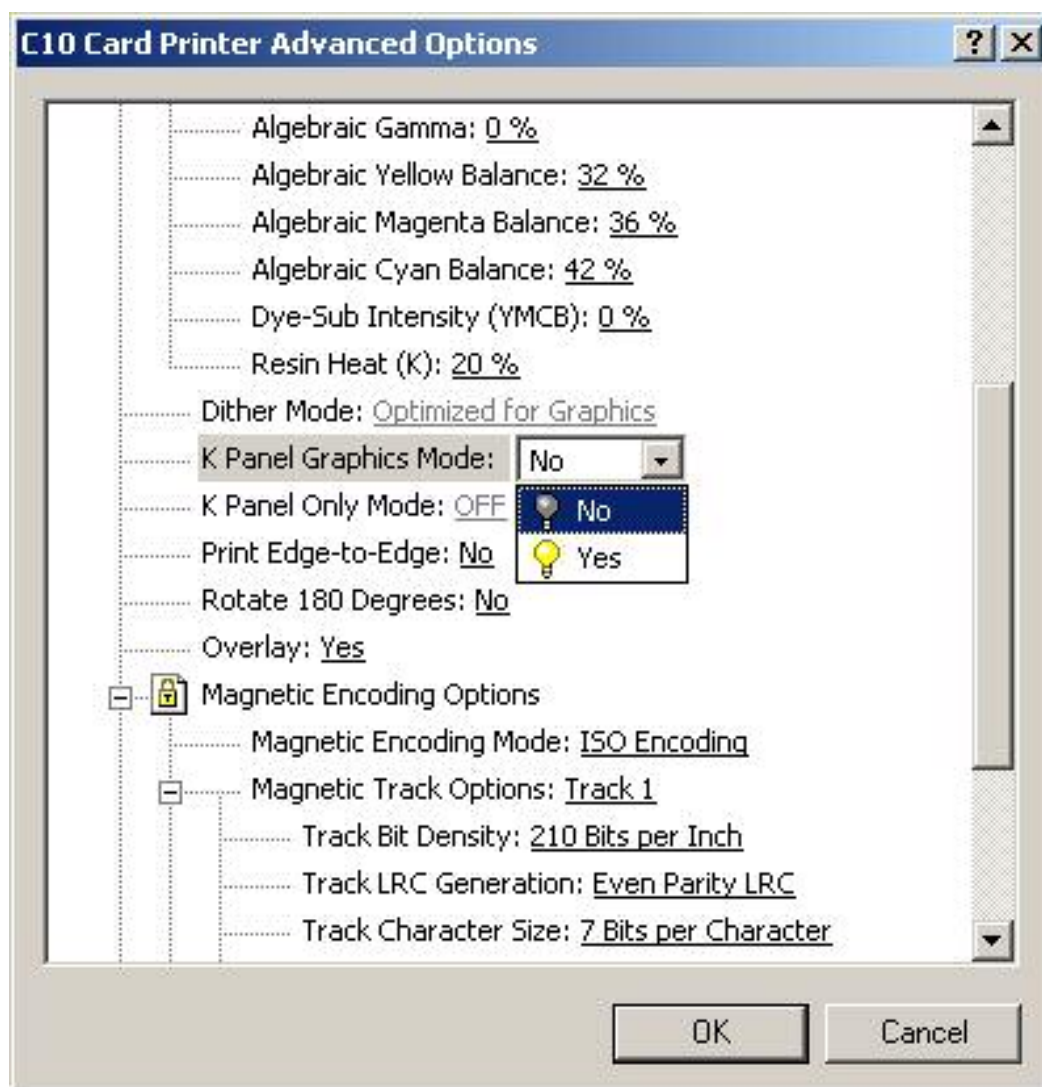 C10 Card Printer Advanced Options
Algebraic Gamma: 0 %
Algebraic Yellow Balance: 32 %
Algebraic Magenta Balance: 36 %
Algebraic Cyan Balance: 42 %
Dye-Sub Intensity (YMCB): 0 %
Resin Heat (K): 20 %
Dither Mode: Optimized for Graphics
K Panel Graphics Mode: No
K Panel Only Mode: OFF No
Print Edge-to-Edge: No Yes
Rotate 180 Degrees: No
Overlay: Yes
Magnetic Encoding Options
Magnetic Encoding Mode: ISO Encoding
Magnetic Track Options: Track 1
Track Bit Density: 210 Bits per Inch
Track LRC Generation: Even Parity LRC
Track Character Size: 7 Bits per Character
OK Cancel